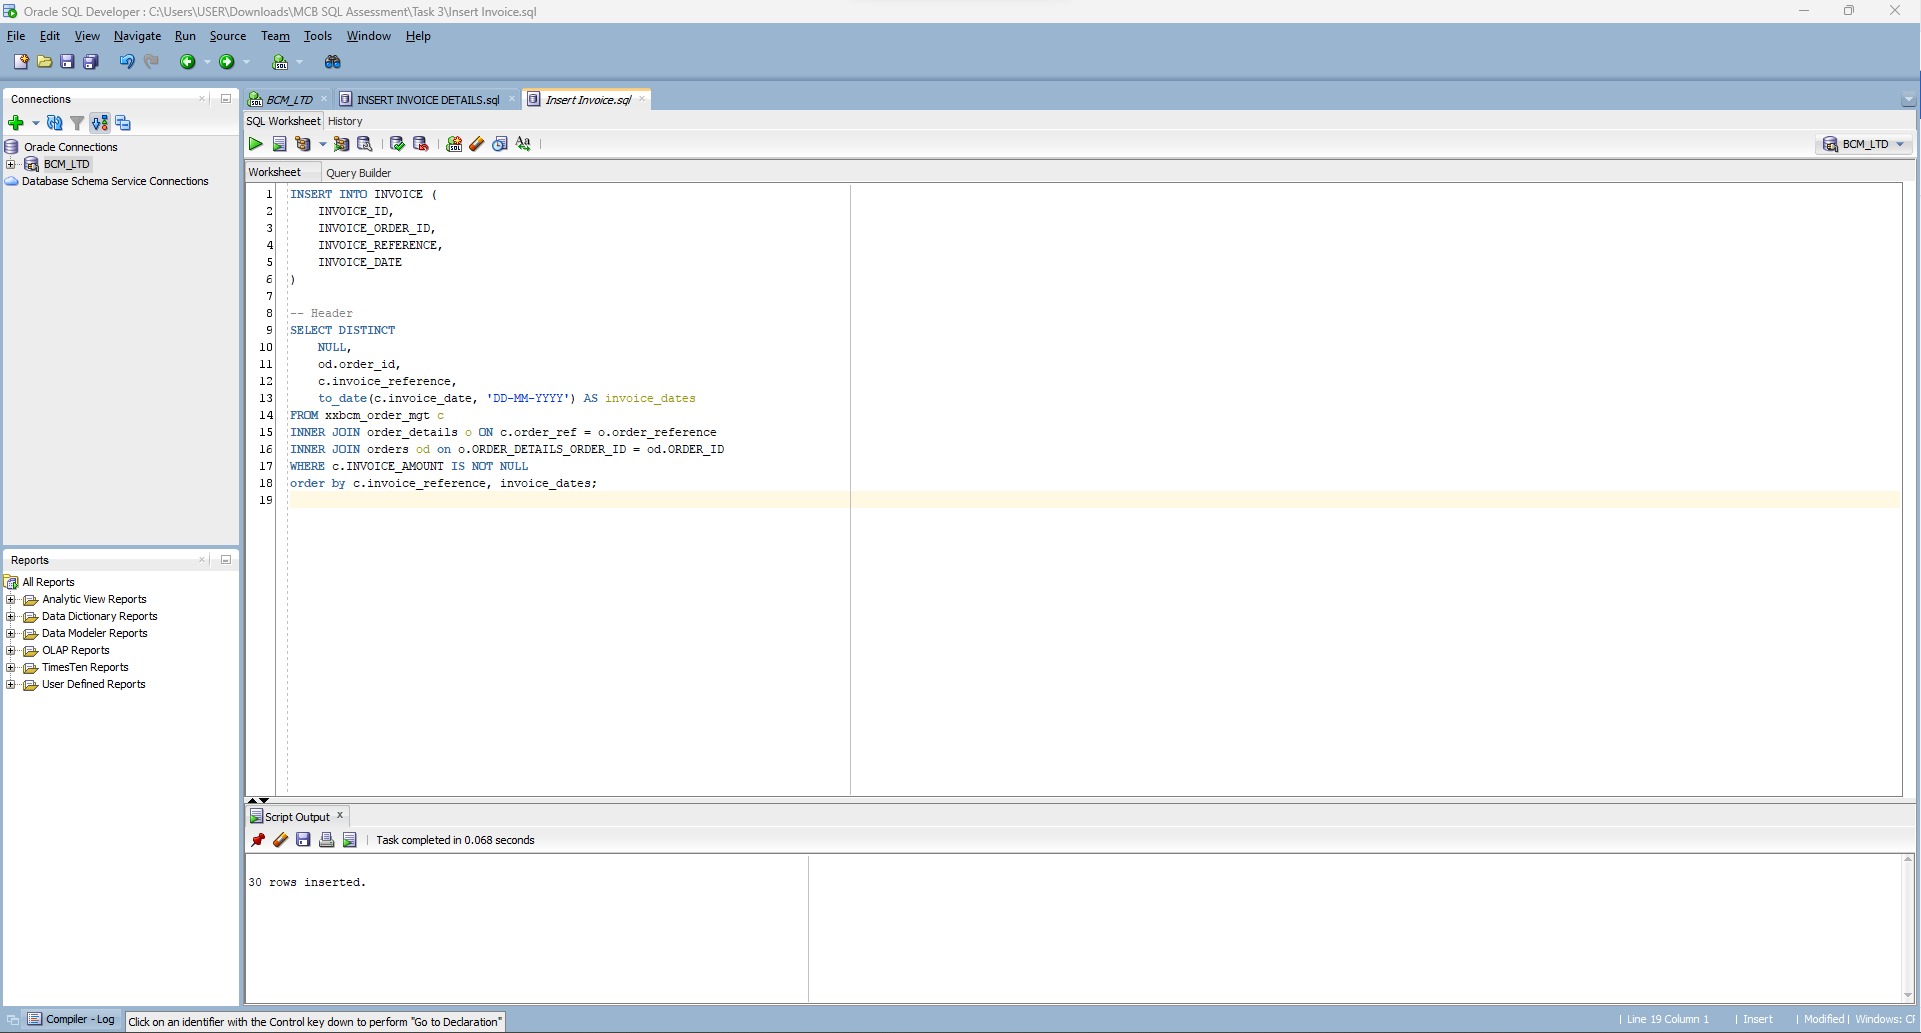 Oracle SQL Developer : C:\Users\USER\Downloads\MCB SQL Assessment\Task 3\Insert Invoice.sql
File Edit View Navigate Run Source Team Tools Window Help
Connections
Oracle Connections
BCM_LTD
Database Schema Service Connections
Reports
All Reports
Analytic View Reports
Data Dictionary Reports
Data Modeler Reports
OLAP Reports
TimesTen Reports
User Defined Reports
BCM_LTD INSERT INVOICE DETAILS.sql Insert Invoice.sql
SQL Worksheet History
BCM_LTD
Worksheet Query Builder
1 INSERT INTO INVOICE (
2 INVOICE_ID,
3 INVOICE_ORDER_ID,
4 INVOICE_REFERENCE,
5 INVOICE_DATE
6 )
7
8 -- Header
9 SELECT DISTINCT
10 NULL,
11 od.order_id,
12 c.invoice_reference,
13 to_date(c.invoice_date, 'DD-MM-YYYY') AS invoice_dates
14 FROM xxbcm_order_mgt c
15 INNER JOIN order_details o ON c.order_ref = o.order_reference
16 INNER JOIN orders od on o.ORDER_DETAILS_ORDER_ID = od.ORDER_ID
17 WHERE c.INVOICE_AMOUNT IS NOT NULL
18 order by c.invoice_reference, invoice_dates;
19
Script Output
Task completed in 0.068 seconds
30 rows inserted.
Compiler - Log
Click on an identifier with the Control key down to perform "Go to Declaration"
Line 19 Column 1 | Insert | Modified | Windows: CF